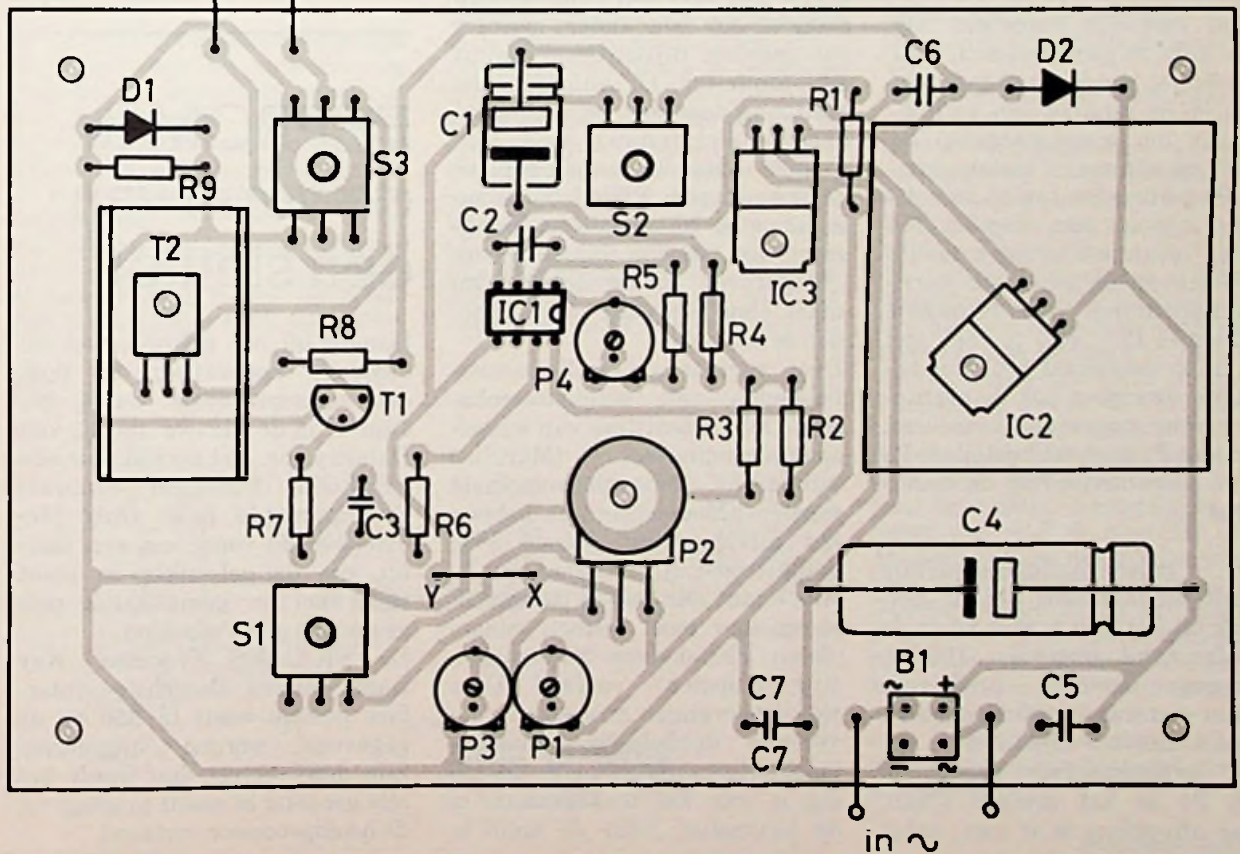 C6
D2
D1
R1
C1
S3
R9
C2
S2
T2
R5
IC3
IC1
R8
R4
P4
T1
R3
R2
IC2
R7
C3
R6
C4
P2
Y
X
S1
B1
~
+
C7
C5
P3
P1
C7
-
~
in ~